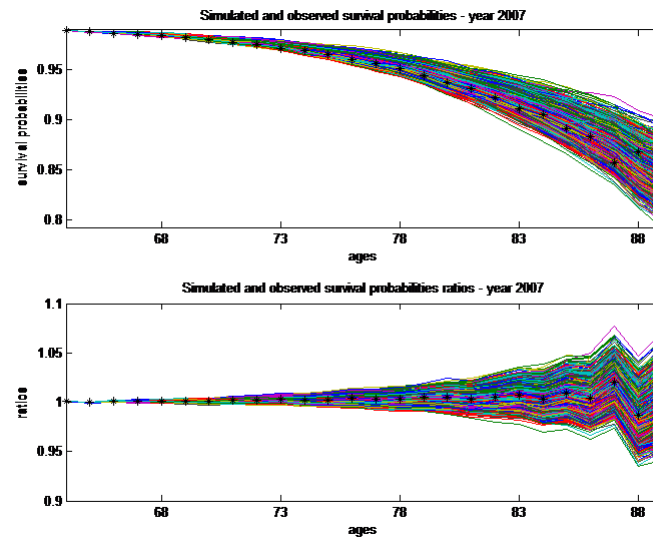 Simulated and observed survival probabilities - year 2007
survival probabilities
0.95
0.9
0.85
0.8
68 73 78 83 88
ages
Simulated and observed survival probabilities ratios - year 2007
ratios
1.1
1.05
1
0.95
0.9
68 73 78 83 88
ages